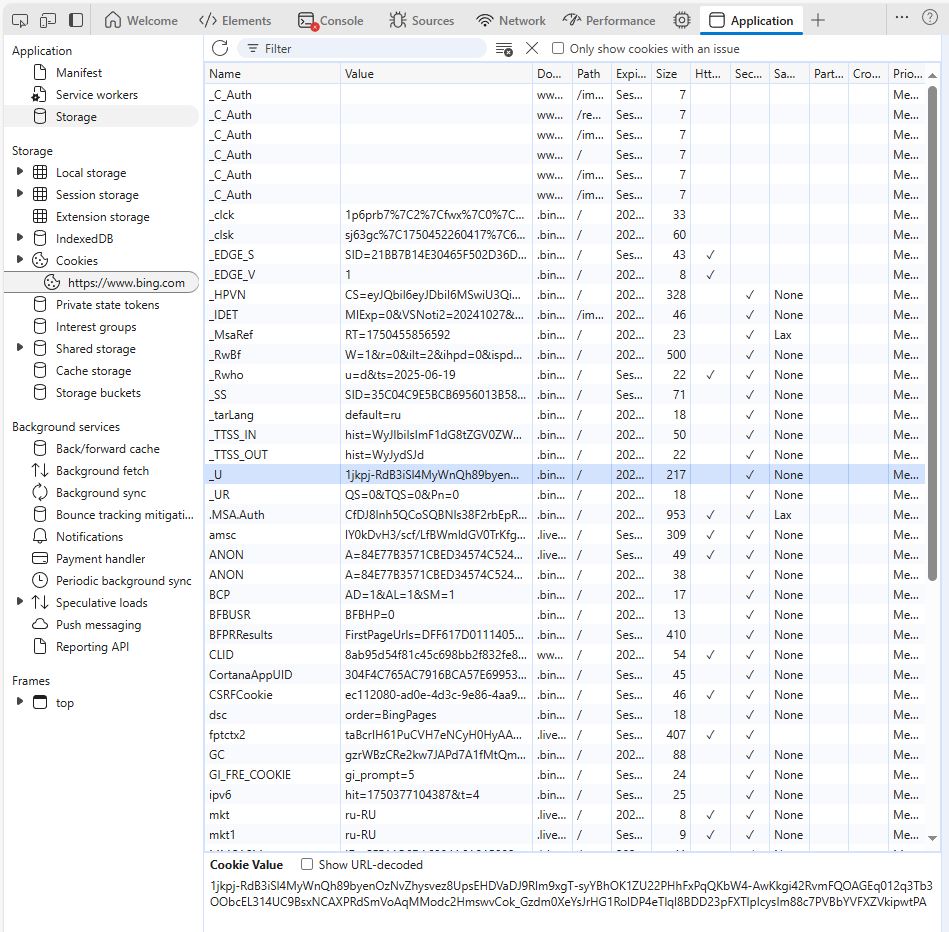 Welcome Elements Console Sources Network Performance Application
Application
Manifest
Service workers
Storage
Storage
Local storage
Session storage
Extension storage
IndexedDB
Cookies
https://www.bing.com
Private state tokens
Interest groups
Shared storage
Cache storage
Storage buckets
Background services
Back/forward cache
Background fetch
Background sync
Bounce tracking mitigati...
Notifications
Payment handler
Periodic background sync
Speculative loads
Push messaging
Reporting API
Frames
top
Filter Only show cookies with an issue
Name Value Do... Path Expi... Size Htt... Sec... Sa... Part... Cro... Prio...
_C_Auth ww... /im... Ses... 7 Me...
_C_Auth ww... /re... Ses... 7 Me...
_C_Auth ww... /im... Ses... 7 Me...
_C_Auth ww... / Ses... 7 Me...
_C_Auth ww... /im... Ses... 7 Me...
_C_Auth ww... /im... Ses... 7 Me...
_clck 1p6prb7%7C2%7Cfwx%7C0%7C... .bin... / 202... 33 Me...
_clsk sj63gc%7C1750452260417%7C6... .bin... / 202... 60 Me...
_EDGE_S SID=21BB7B14E30465F502D36D... .bin... / Ses... 43 ✓ Me...
_EDGE_V 1 .bin... / 202... 8 ✓ Me...
_HPVN .bin... / 202... 328 ✓ None Me...
_IDET MIExp=0&VSNoti2=20241027&... .bin... /im... 202... 46 ✓ None Me...
_MsaRef RT=1750455856592 .bin... / 202... 23 ✓ Lax Me...
_RwBf W=1&r=0&ilt=2&ihpd=0&ispd... .bin... / 202... 500 ✓ None Me...
_Rwho u=d&ts=2025-06-19 .bin... / Ses... 22 ✓ ✓ None Me...
_SS SID=35C04C9E5BCB6956013B58... .bin... / Ses... 71 ✓ None Me...
_tarLang default=ru .bin... / 202... 18 ✓ None Me...
_TTSS_IN .bin... / 202... 50 ✓ None Me...
_TTSS_OUT hist=WyJydSJd .bin... / 202... 22 ✓ None Me...
_U .bin... / 202... 217 ✓ None Me...
_UR QS=0&TQS=0&Pn=0 .bin... / 202... 18 ✓ None Me...
.MSA.Auth .bin... / 202... 953 ✓ ✓ Lax Me...
amsc .live... / Ses... 309 ✓ ✓ None Me...
ANON A=84E77B3571CBED34574C524... .live... / 202... 49 ✓ ✓ None Me...
ANON A=84E77B3571CBED34574C524... .bin... / 202... 38 ✓ None Me...
BCP AD=1&AL=1&SM=1 .bin... / 202... 17 ✓ None Me...
BFBUSR BFBHP=0 .bin... / 202... 13 ✓ None Me...
BFPRResults FirstPageUrls=DFF617D0111405... .bin... / Ses... 410 ✓ None Me...
CLID 8ab95d54f81c45c698bb2f832fe8... ww... / 202... 54 ✓ ✓ None Me...
CortanaAppUID 304F4C765AC7916BCA57E69953... .bin... / Ses... 45 ✓ None Me...
CSRFCookie ec112080-ad0e-4d3c-9e86-4aa9... .bin... / Ses... 46 ✓ ✓ None Me...
dsc order=BingPages .bin... / Ses... 18 ✓ None Me...
fptctx2 .bin... / Ses... 407 ✓ ✓ Me...
GC gzrWBzCRe2kw7JAPd7A1fMtQm... .bin... / 202... 88 ✓ None Me...
GI_FRE_COOKIE gi_prompt=5 .bin... / Ses... 24 ✓ None Me...
ipv6 hit=1750377104387&t=4 .bin... / Ses... 25 ✓ None Me...
mkt ru-RU .live... / 202... 8 ✓ ✓ None Me...
mkt1 ru-RU .live... / Ses... 9 ✓ ✓ None Me...
Cookie Value Show URL-decoded